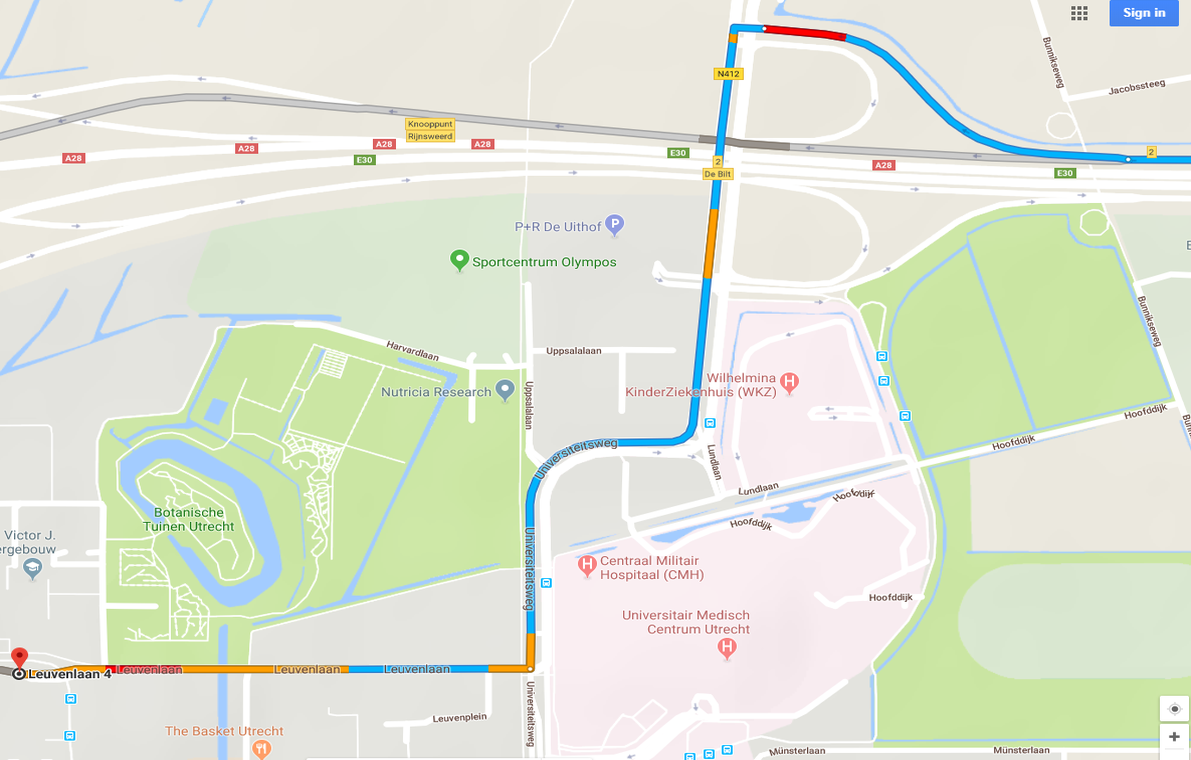 Sign in
Bunnikseweg
N412
Jacobssteeg
Knooppunt
Rijnsweerd
A28
A28
A28
A28
E30
E30
2
De Bilt
A28
E30
2
P+R De Uithof
P
Sportcentrum Olympos
Bunnikseweg
Harvardlaan
Uppsalalaan
Nutricia Research
Uppsalalaan
Wilhelmina
KinderZiekenhuis (WKZ)
H
Hoofddijk
Hoofddijk
Universiteitsweg
Lundlaan
Lundlaan
Hoofddijk
Hoofddijk
Botanische
Tuinen Utrecht
Victor J.
ergebouw
Universiteitsweg
H
Centraal Militair
Hospitaal (CMH)
Hoofddijk
Universitair Medisch
Centrum Utrecht
H
Leuvenlaan 4
Leuvenlaan
Leuvenlaan
Leuvenlaan
Universiteitsweg
Leuvenplein
The Basket Utrecht
Münsterlaan
Münsterlaan
+